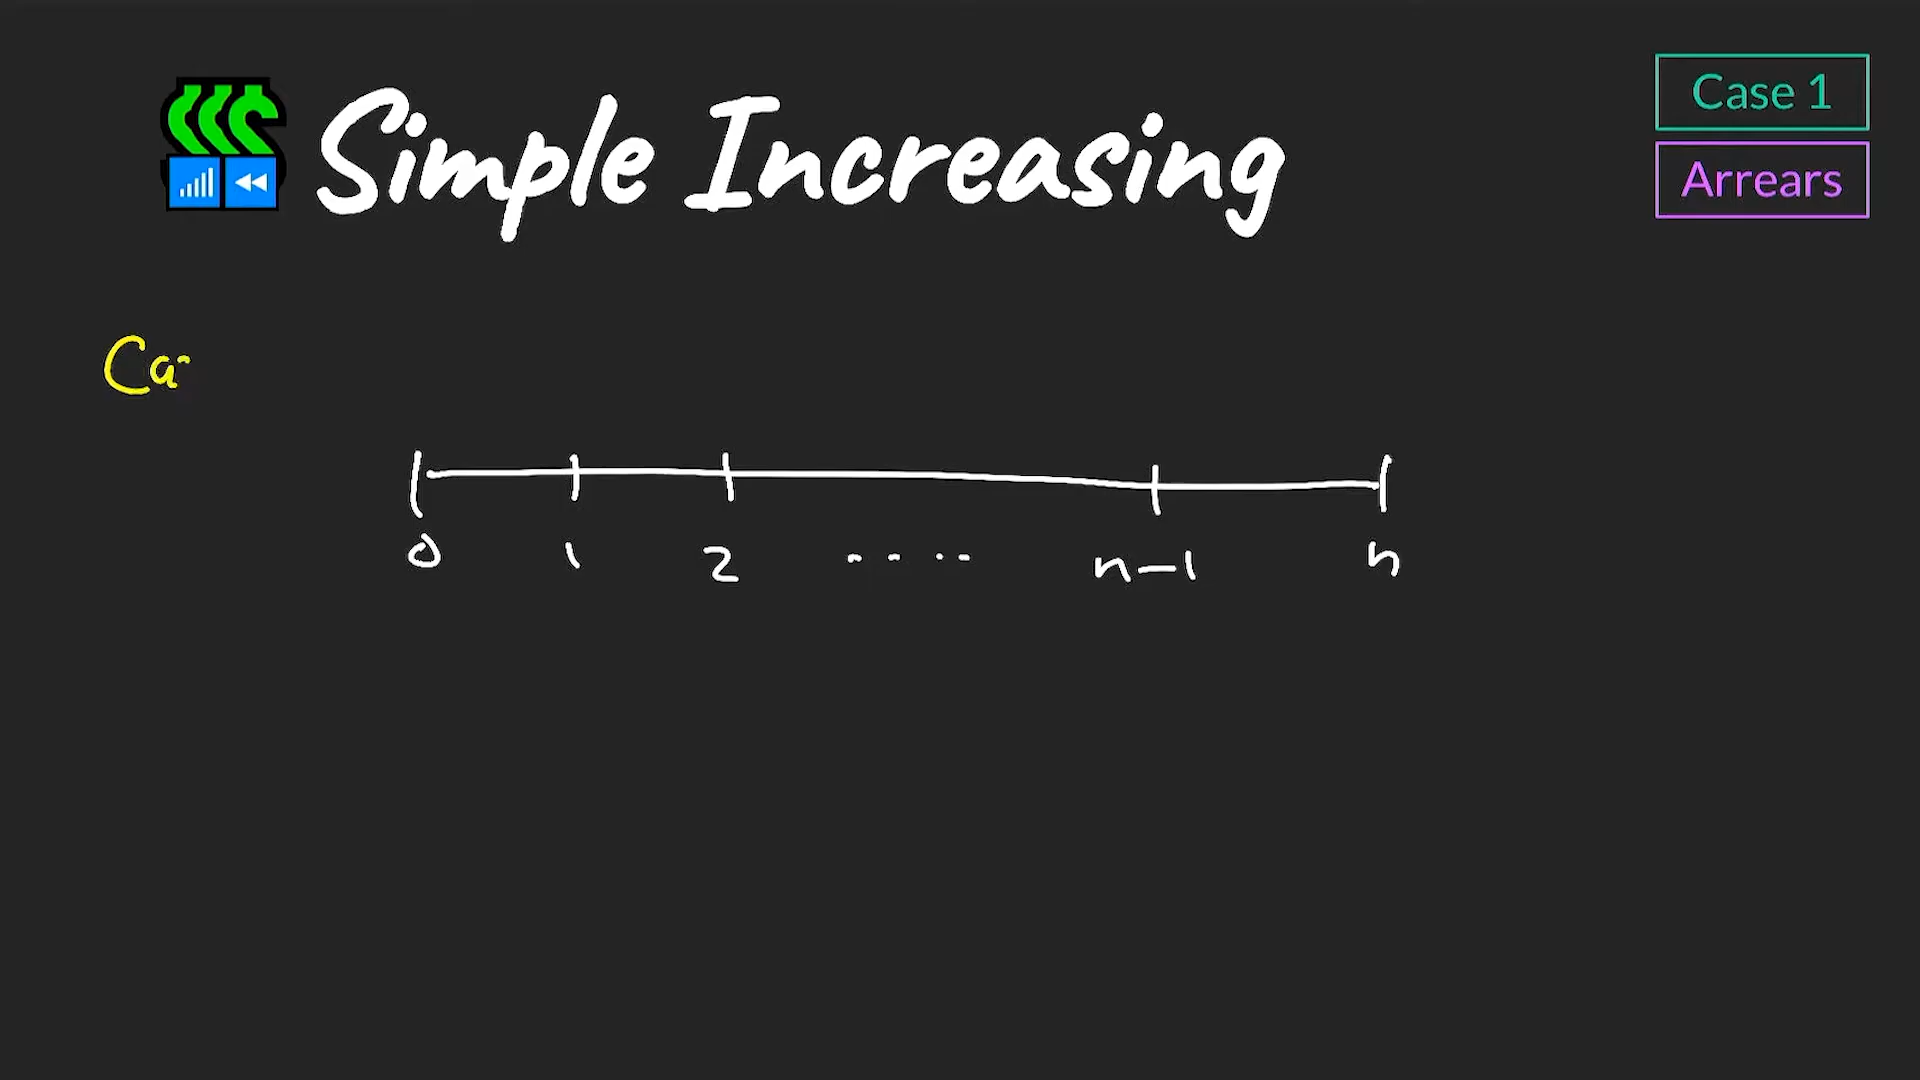 Simple Increasing
Case 1
Arrears
Ca
0 1 2 .... n-1 n